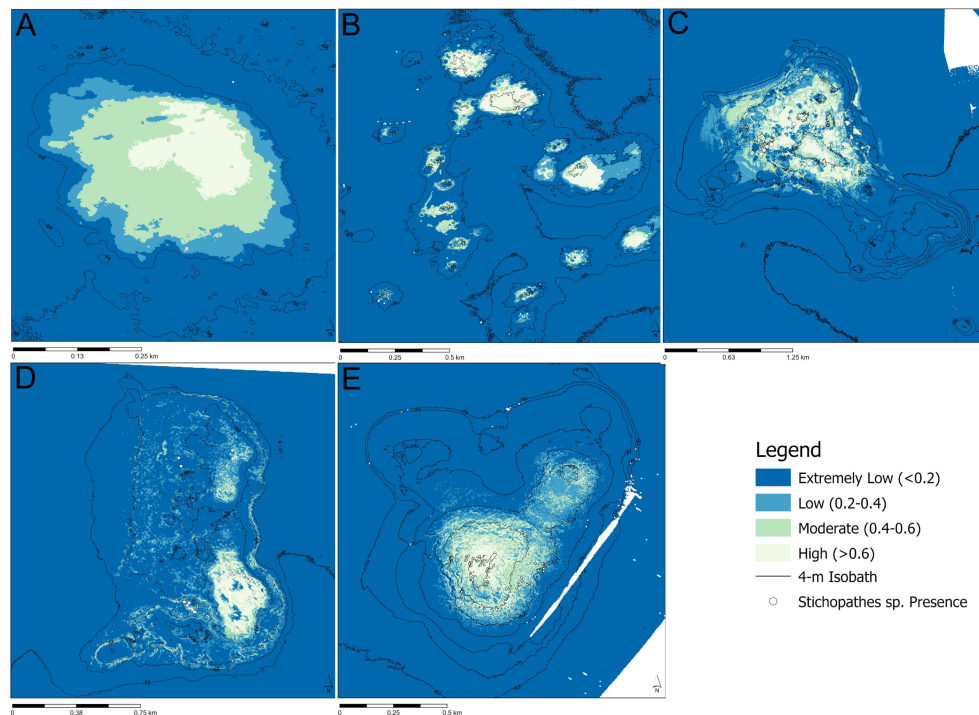 A
B
C
0 0.13 0.25 km
0 0.25 0.5 km
0 0.63 1.25 km
D
E
Legend
Extremely Low (<0.2)
Low (0.2-0.4)
Moderate (0.4-0.6)
High (>0.6)
4-m Isobath
Stichopathes sp. Presence
N
N
0 0.38 0.75 km
0 0.25 0.5 km